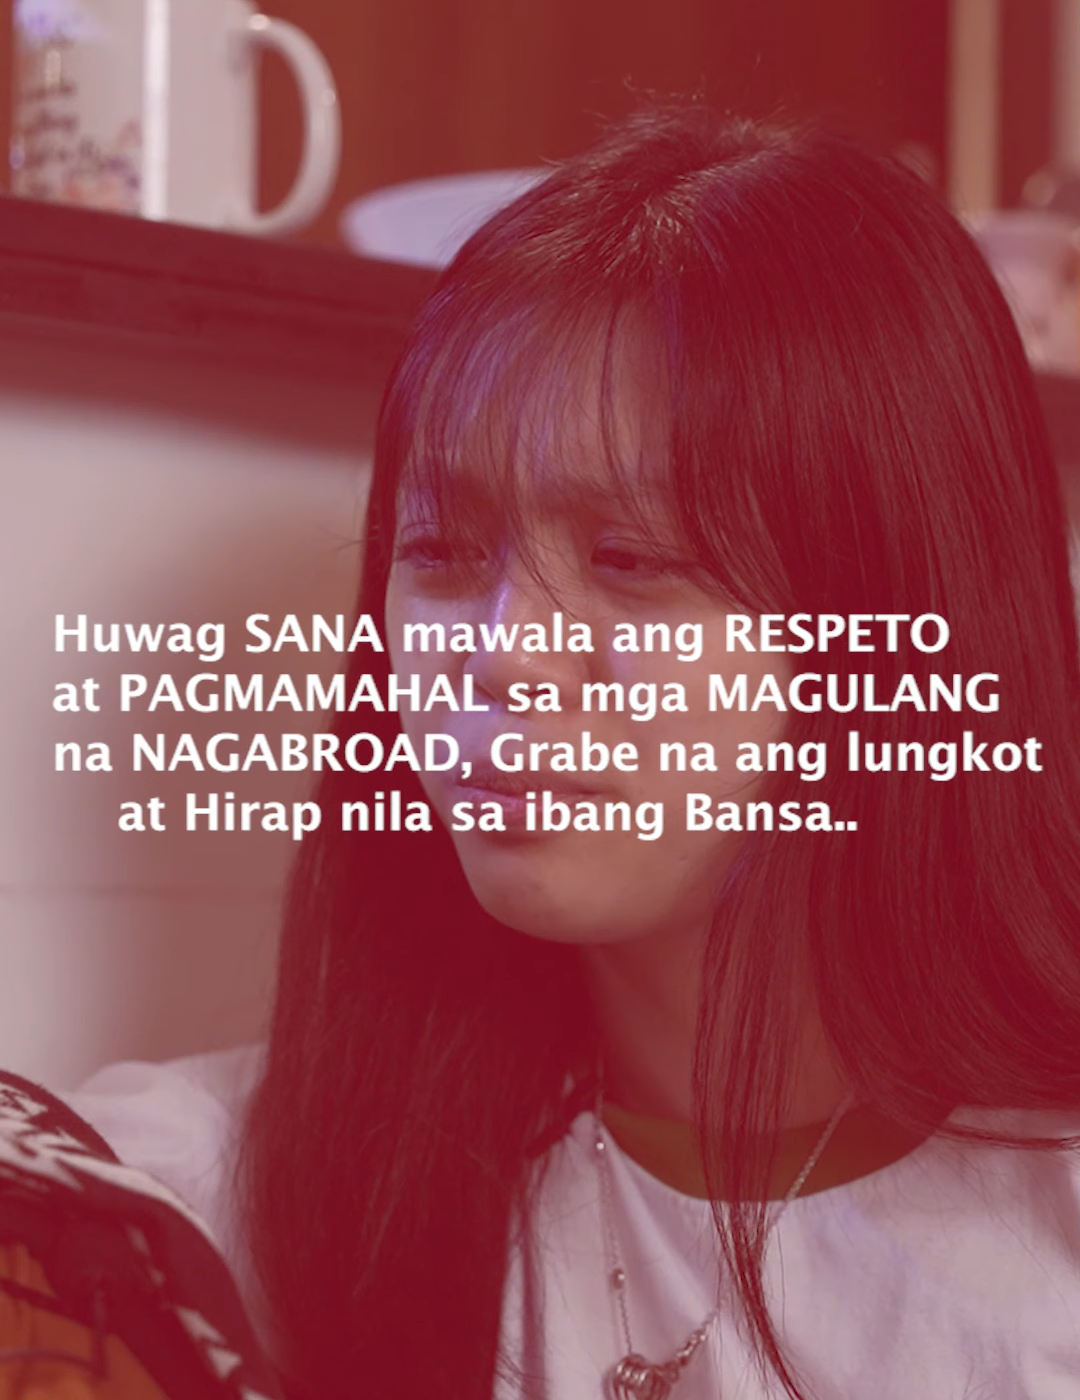 Huwag SANA mawala ang RESPETO
at PAGMAMAHAL sa mga MAGULANG
na NAGABROAD, Grabe na ang lungkot
at Hirap nila sa ibang Bansa..